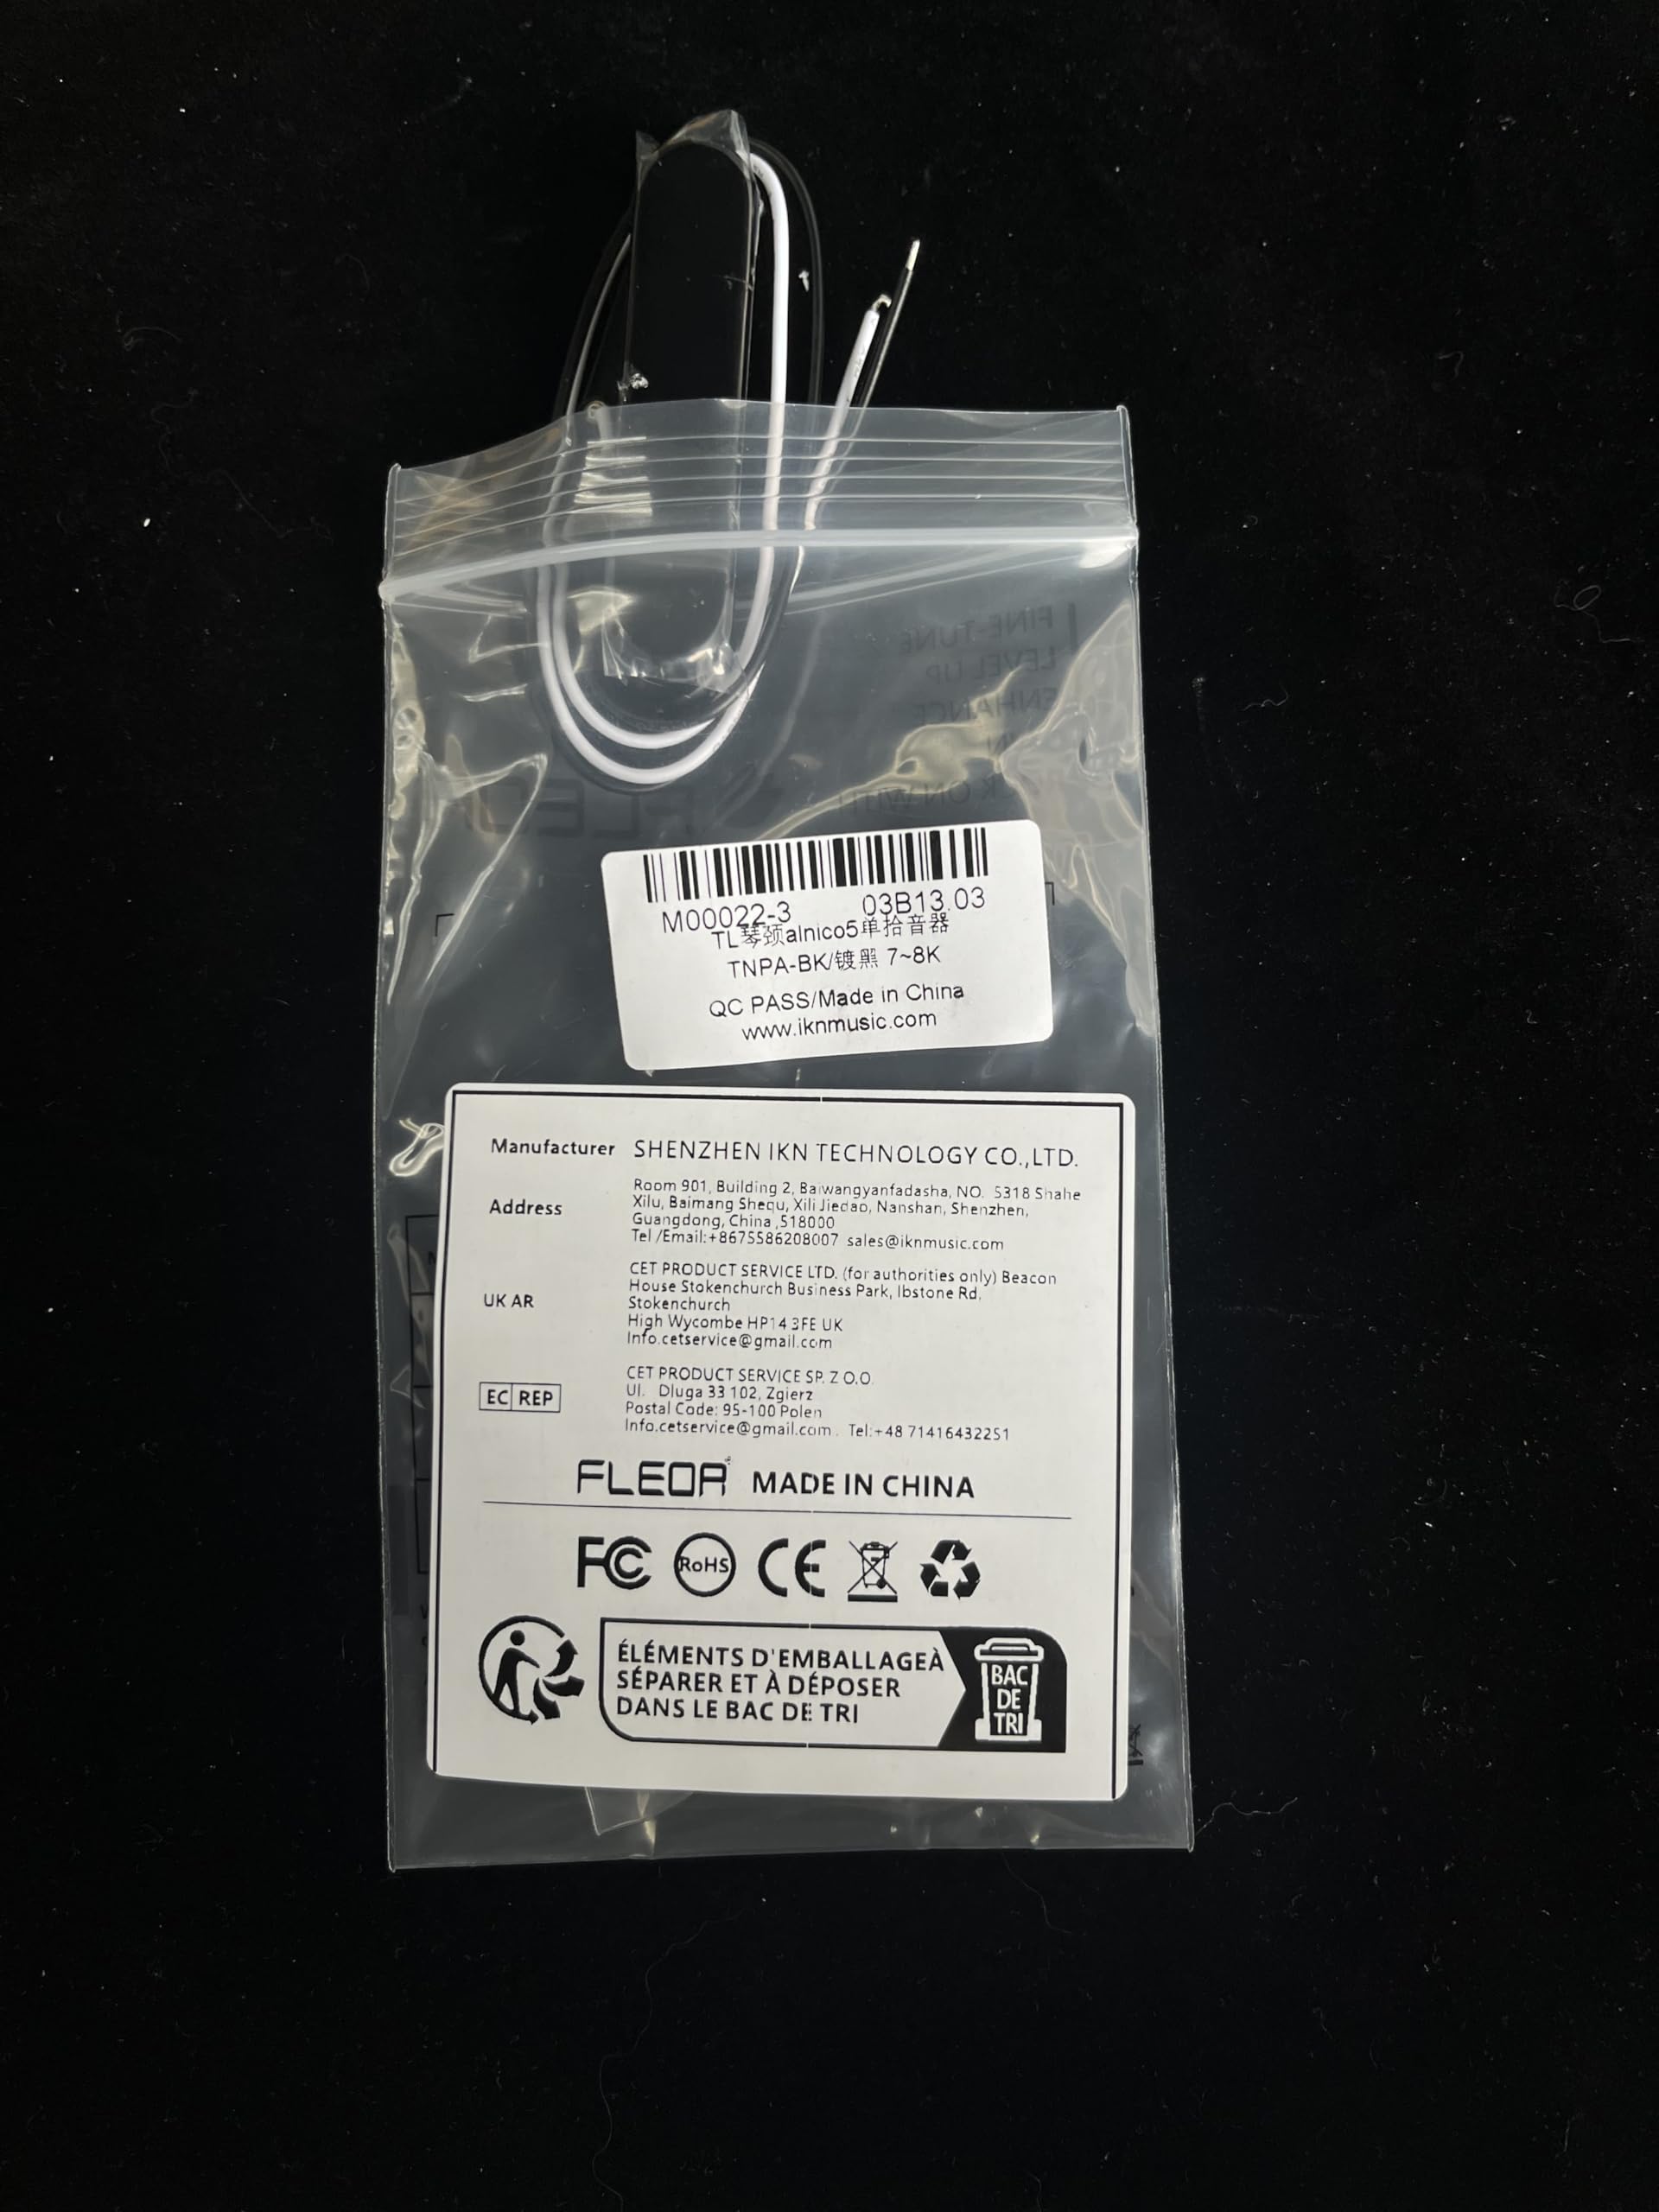 FINE-TUNE
LEVEL UP
ENHANCE
FLEOR
M00022-3 03B13.03
TL琴颈alnico5单拾音器
TNPA-BK/镀黑 7~8K
QC PASS/Made in China
www.iknmusic.com
Manufacturer SHENZHEN IKN TECHNOLOGY CO.,LTD.
Address Room 901, Building 2, Baiwangyanfadasha, NO. 5318 Shahe
Xilu, Baimang Shequ, Xili Jiedao, Nanshan, Shenzhen,
Guangdong, China ,518000
Tel /Email:+8675586208007 sales@iknmusic.com
UK AR CET PRODUCT SERVICE LTD. (for authorities only) Beacon
House Stokenchurch Business Park, Ibstone Rd,
Stokenchurch
High Wycombe HP14 3FE UK
Info.cetservice@gmail.com
EC REP CET PRODUCT SERVICE SP. Z O.O.
Ul. Dluga 33 102, Zgierz
Postal Code: 95-100 Polen
Info.cetservice@gmail.com . Tel:+48 71416432251
FLEOR MADE IN CHINA
FC RoHS CE
ÉLÉMENTS D'EMBALLAGEÀ
SÉPARER ET À DÉPOSER
DANS LE BAC DE TRI
BAC
DE
TRI